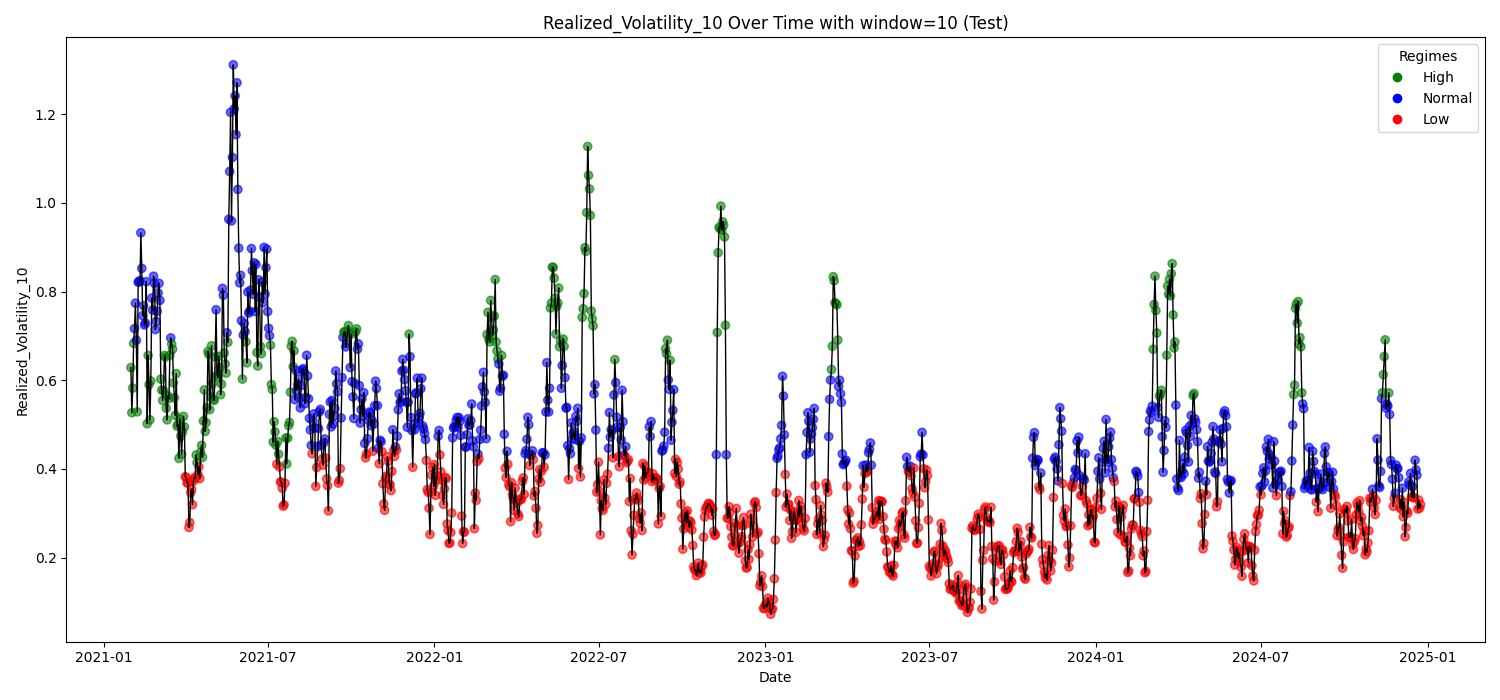 Realized_Volatility_10 Over Time with window=10 (Test)
Regimes
High
Normal
Low
Realized_Volatility_10
1.2
1.0
0.8
0.6
0.4
0.2
2021-01
2021-07
2022-01
2022-07
2023-01
2023-07
2024-01
2024-07
2025-01
Date